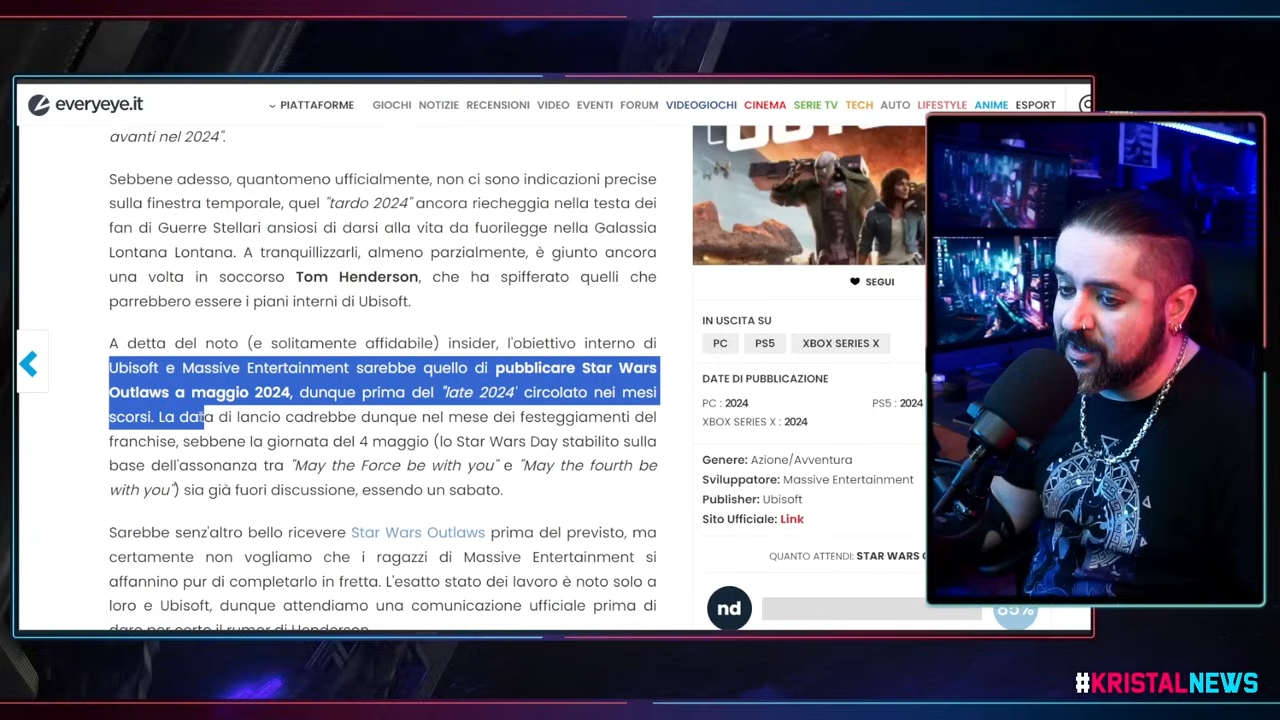 everyeye.it
PIATTAFORME GIOCHI NOTIZIE RECENSIONI VIDEO EVENTI FORUM VIDEOGIOCHI CINEMA SERIE TV TECH AUTO LIFESTYLE ANIME ESPORT
avanti nel 2024".
Sebbene adesso, quantomeno ufficialmente, non ci sono indicazioni precise
sulla finestra temporale, quel "tardo 2024" ancora riecheggia nella testa dei
fan di Guerre Stellari ansiosi di darsi alla vita da fuorilegge nella Galassia
Lontana Lontana. A tranquillizzarli, almeno parzialmente, è giunto ancora
una volta in soccorso Tom Henderson, che ha spifferato quelli che
parrebbero essere i piani interni di Ubisoft.
A detta del noto (e solitamente affidabile) insider, l'obiettivo interno di
Ubisoft e Massive Entertainment sarebbe quello di pubblicare Star Wars
Outlaws a maggio 2024, dunque prima del "late 2024' circolato nei mesi
scorsi. La data di lancio cadrebbe dunque nel mese dei festeggiamenti del
franchise, sebbene la giornata del 4 maggio (lo Star Wars Day stabilito sulla
base dell'assonanza tra "May the Force be with you" e "May the fourth be
with you") sia già fuori discussione, essendo un sabato.
Sarebbe senz'altro bello ricevere Star Wars Outlaws prima del previsto, ma
certamente non vogliamo che i ragazzi di Massive Entertainment si
affannino pur di completarlo in fretta. L'esatto stato dei lavoro è noto solo a
loro e Ubisoft, dunque attendiamo una comunicazione ufficiale prima di
dare per certo il rumor di Henderson.
SEGUI
IN USCITA SU
PC PS5 XBOX SERIES X
DATE DI PUBBLICAZIONE
PC : 2024 PS5 : 2024
XBOX SERIES X : 2024
Genere: Azione/Avventura
Sviluppatore: Massive Entertainment
Publisher: Ubisoft
Sito Ufficiale: Link
QUANTO ATTENDI: STAR WARS
nd
85%
#KRISTALNEWS